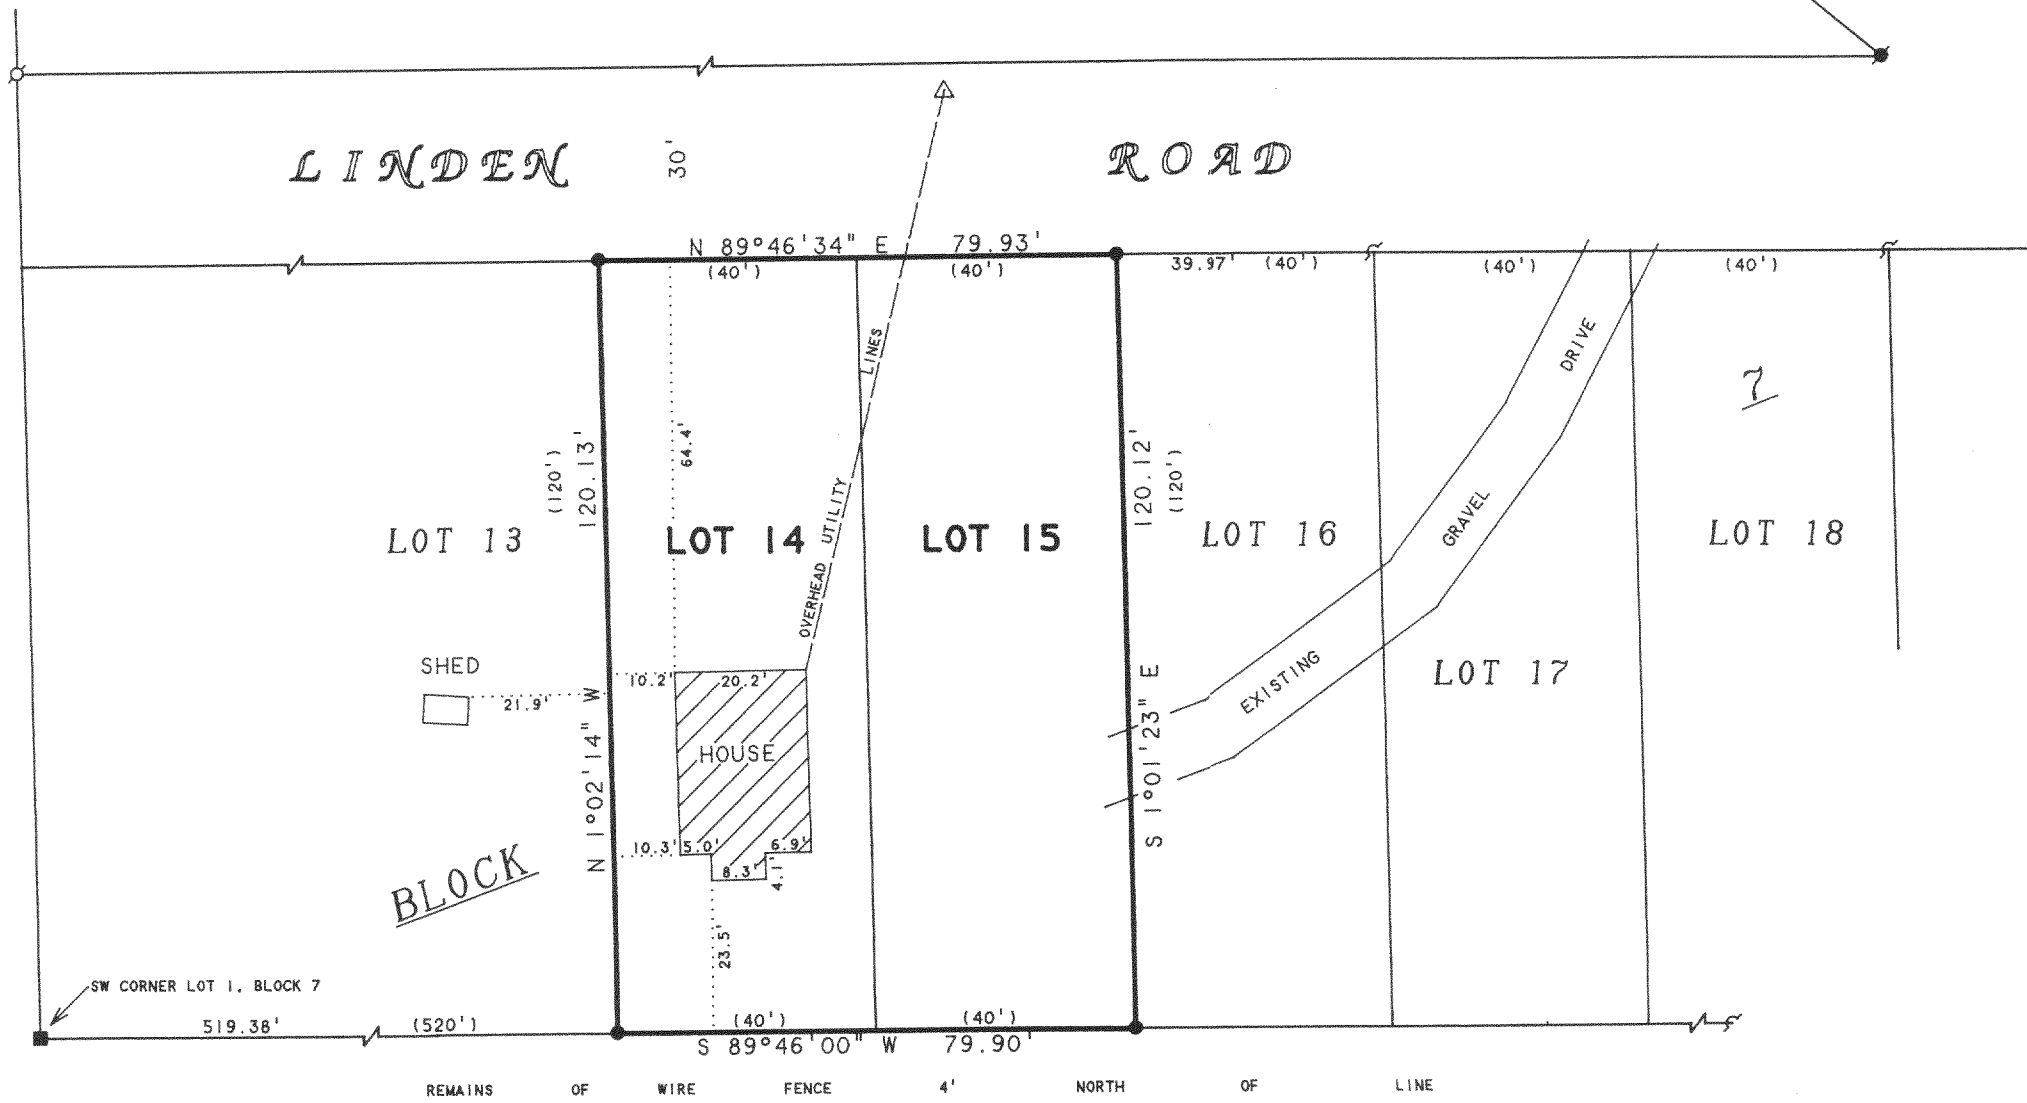 LINDEN ROAD
30'
N 89°46'34" E 79.93'
(40') (40') 39.97' (40') (40') (40')
LINES
DRIVE
7
64.4'
(120')
120.13'
120.12'
(120')
OVERHEAD UTILITY
GRAVEL
LOT 13 LOT 14 LOT 15 LOT 16 LOT 18
LOT 17
SHED
21.9'
10.2' 20.2'
EXISTING
HOUSE
N 1°02'14" W
S 1°01'23" E
10.3' 5.0' 6.9'
8.3' 4.1'
BLOCK
23.5'
SW CORNER LOT 1, BLOCK 7
519.38' (520') (40') (40')
S 89°46'00" W 79.90'
REMAINS OF WIRE FENCE 4' NORTH OF LINE